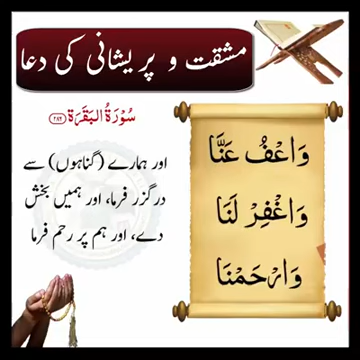 مشقت و پریشانی کی دعا
سُوْرَةُ الْبَقَرَة ﴿۲۸۶﴾
اور ہمارے (گناہوں) سے
درگزر فرما، اور ہمیں بخش
دے، اور ہم پر رحم فرما
وَاعْفُ عَنَّا
وَاغْفِرْ لَنَا
وَارْحَمْنَا